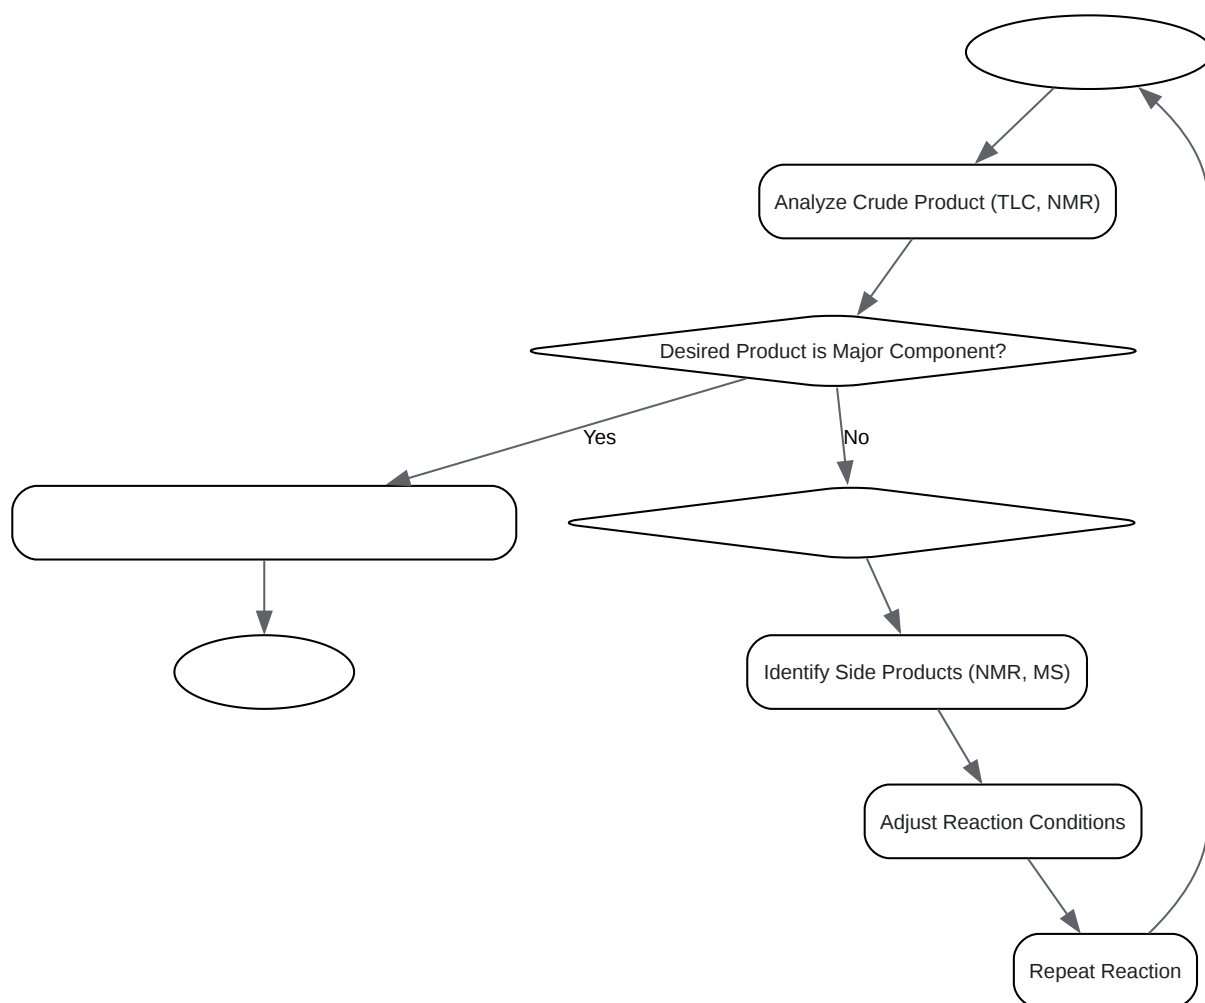 Analyze Crude Product (TLC, NMR)
Desired Product is Major Component?
Yes
No
Identify Side Products (NMR, MS)
Adjust Reaction Conditions
Repeat Reaction